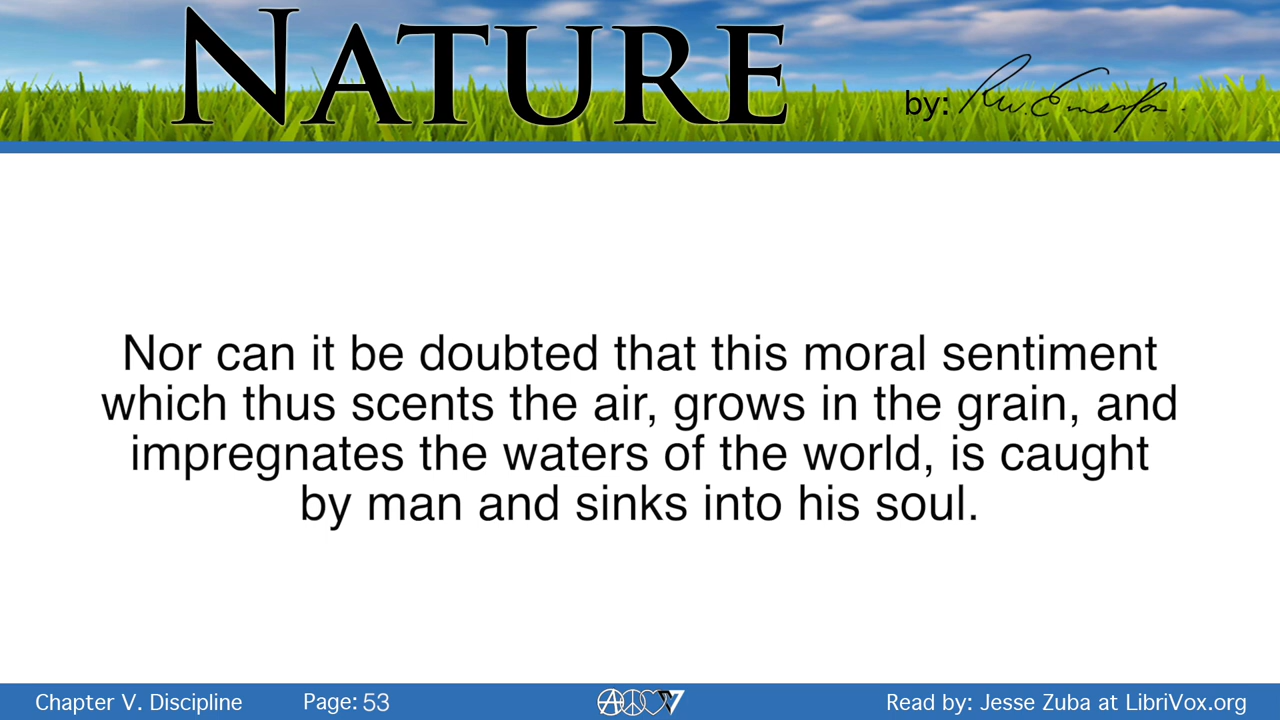 NATURE
by: R.W. Emerson.
Nor can it be doubted that this moral sentiment
which thus scents the air, grows in the grain, and
impregnates the waters of the world, is caught
by man and sinks into his soul.
Chapter V. Discipline
Page: 53
Read by: Jesse Zuba at LibriVox.org